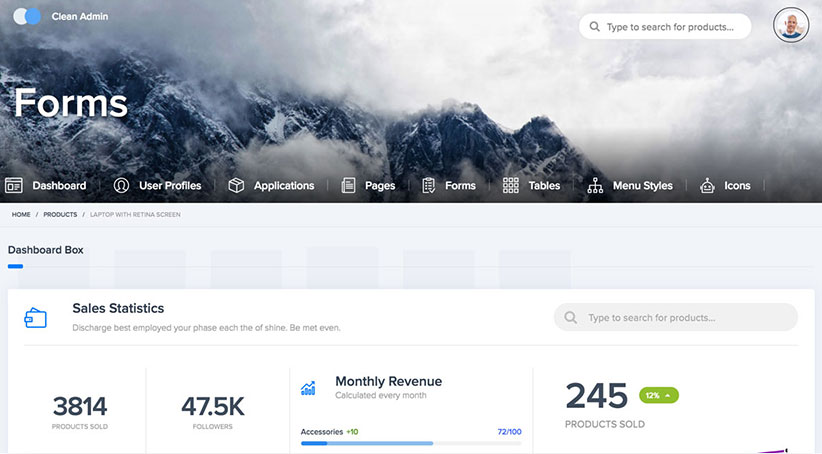 Clean Admin
Type to search for products...
Forms
Dashboard
User Profiles
Applications
Pages
Forms
Tables
Menu Styles
Icons
HOME / PRODUCTS / LAPTOP WITH RETINA SCREEN
Dashboard Box
Sales Statistics
Discharge best employed your phase each the of shine. Be met even.
Type to search for products...
3814
PRODUCTS SOLD
47.5K
FOLLOWERS
Monthly Revenue
Calculated every month
Accessories +10
72/100
245
12%
PRODUCTS SOLD